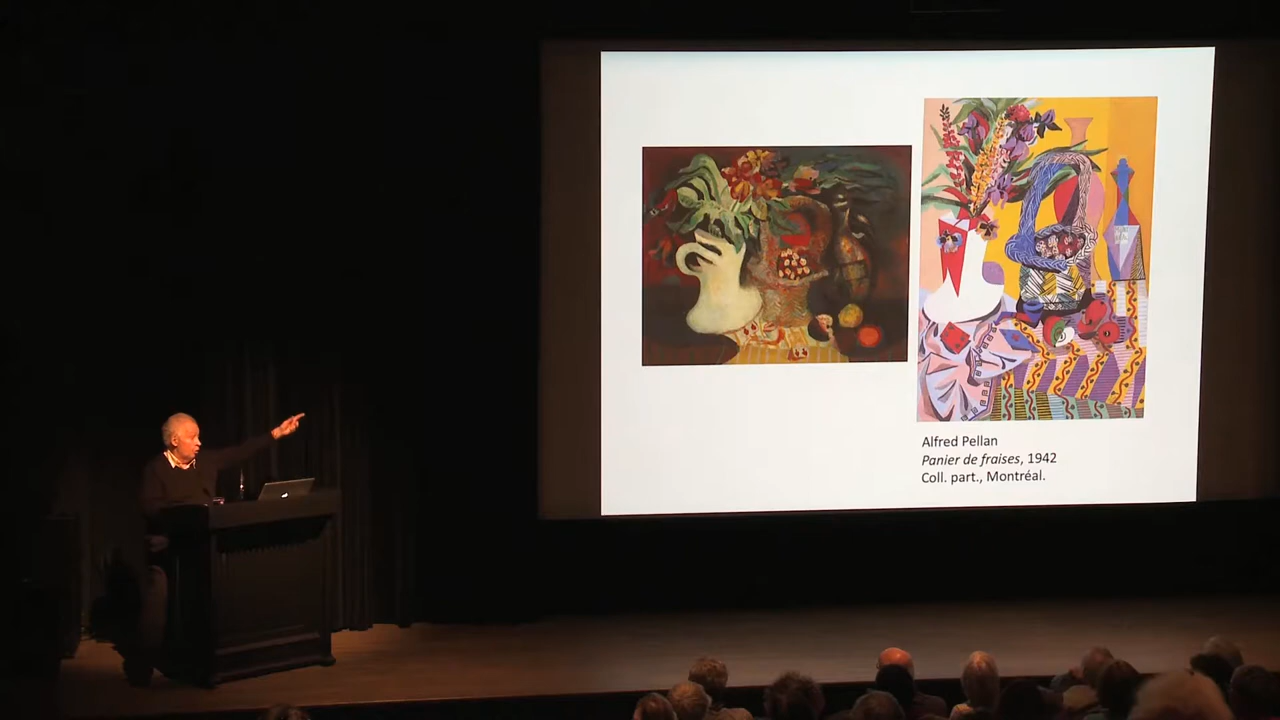 Alfred Pellan
Panier de fraises, 1942
Coll. part., Montréal.